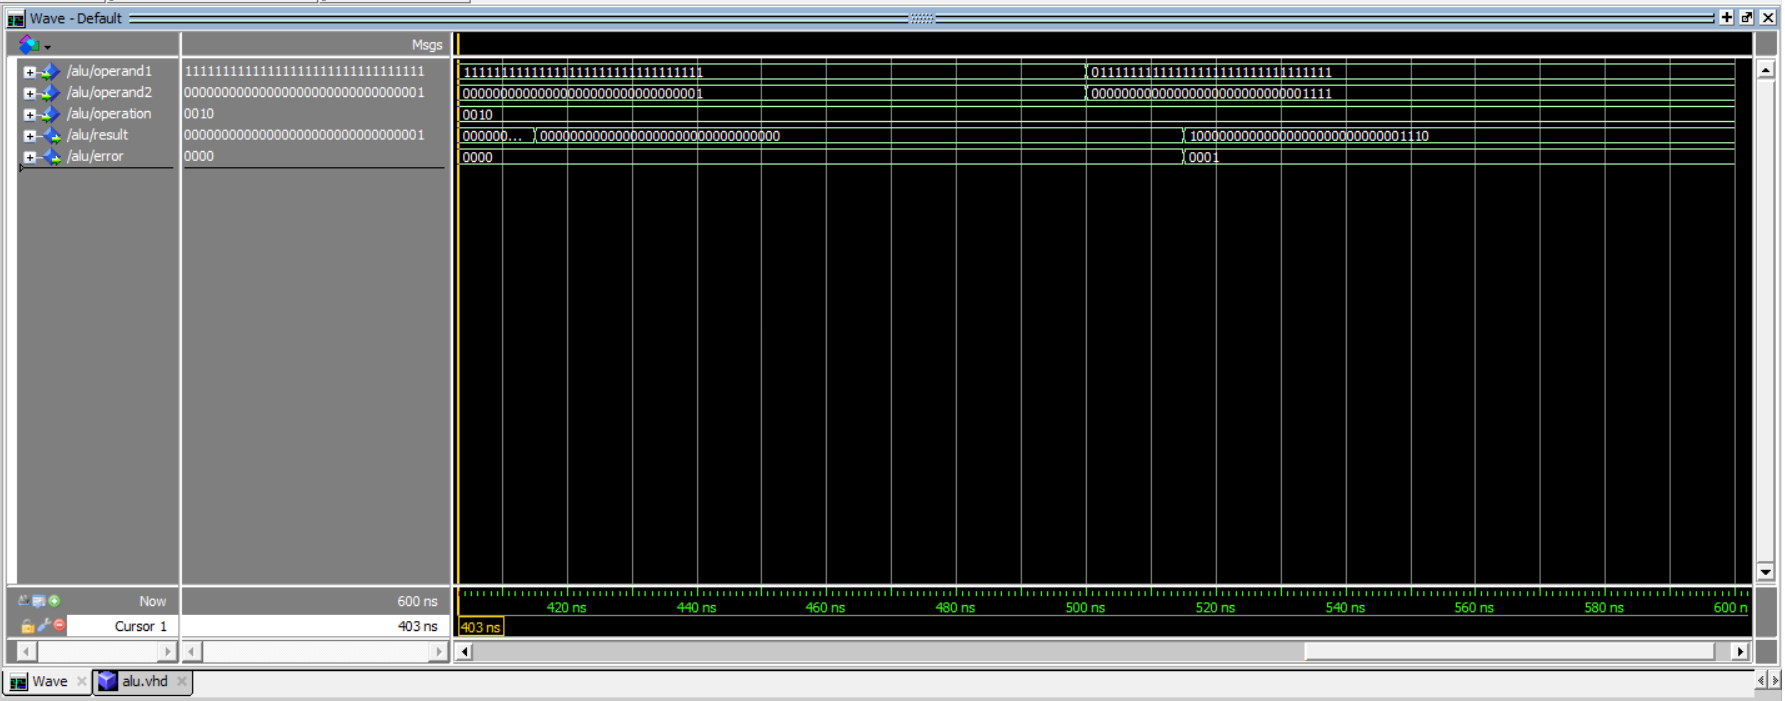 Wave - Default
Msgs
/alu/operand1 11111111111111111111111111111111 11111111111111111111111111111111 01111111111111111111111111111111
/alu/operand2 00000000000000000000000000000001 00000000000000000000000000000001 00000000000000000000000000001111
/alu/operation 0010 0010
/alu/result 00000000000000000000000000000001 000000... 00000000000000000000000000000000 10000000000000000000000000001110
/alu/error 0000 0000 0001
Now 600 ns 420 ns 440 ns 460 ns 480 ns 500 ns 520 ns 540 ns 560 ns 580 ns 600 n
Cursor 1 403 ns 403 ns
Wave alu.vhd